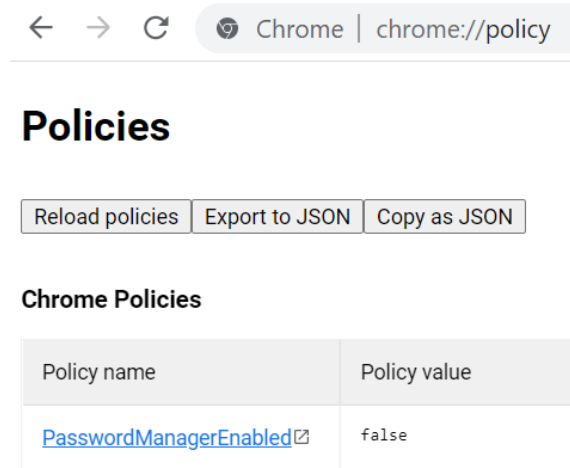 Chrome | chrome://policy
Policies
Reload policies Export to JSON Copy as JSON
Chrome Policies
Policy name Policy value
PasswordManagerEnabled false